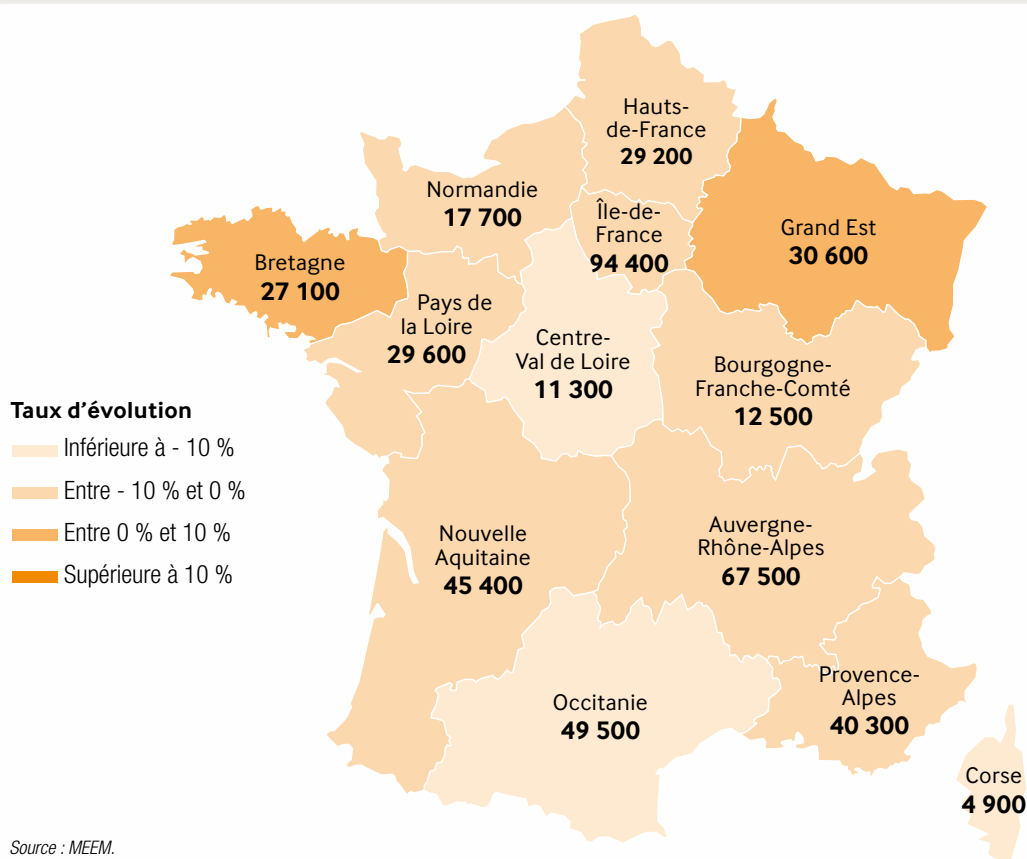 Hauts-
de-France
29 200
Normandie
17 700
Île-de-
France
94 400
Grand Est
30 600
Bretagne
27 100
Pays de
la Loire
29 600
Centre-
Val de Loire
11 300
Bourgogne-
Franche-Comté
12 500
Taux d'évolution
Inférieure à - 10 %
Entre - 10 % et 0 %
Entre 0 % et 10 %
Supérieure à 10 %
Nouvelle
Aquitaine
45 400
Auvergne-
Rhône-Alpes
67 500
Occitanie
49 500
Provence-
Alpes
40 300
Corse
4 900
Source : MEEM.